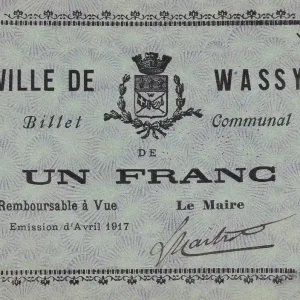 VILLE DE WASSY
Billet Communal
DE
UN FRANC
Remboursable à Vue Le Maire
Emission d'Avril 1917